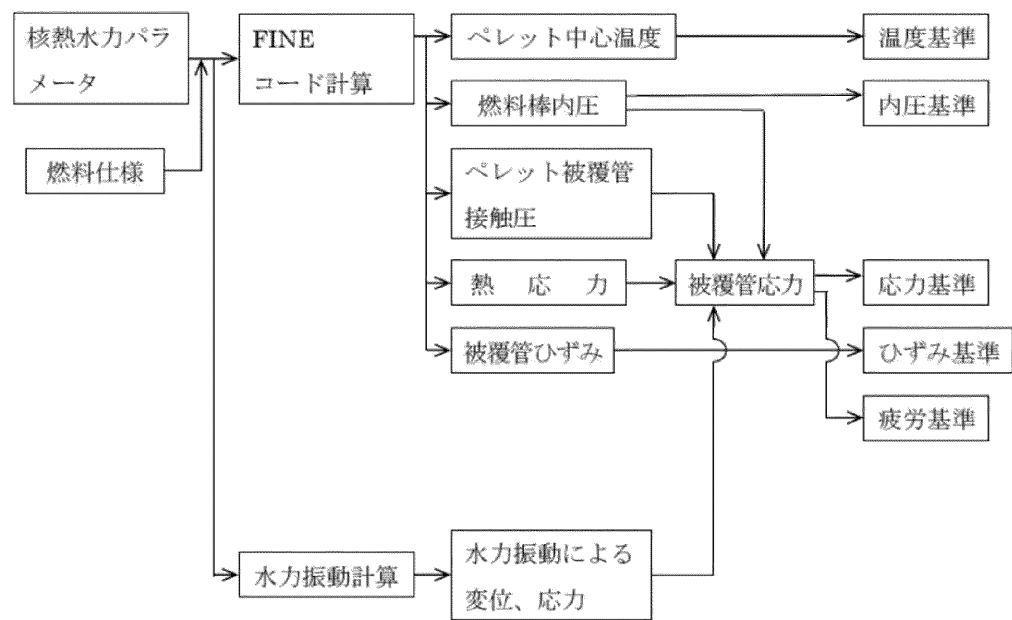 核熱水力パラ
メータ
燃料仕様
FINE
コード計算
ペレット中心温度
燃料棒内圧
ペレット被覆管
接触圧
熱 応 力
被覆管ひずみ
被覆管応力
温度基準
内圧基準
応力基準
ひずみ基準
疲労基準
水力振動計算
水力振動による
変位、応力